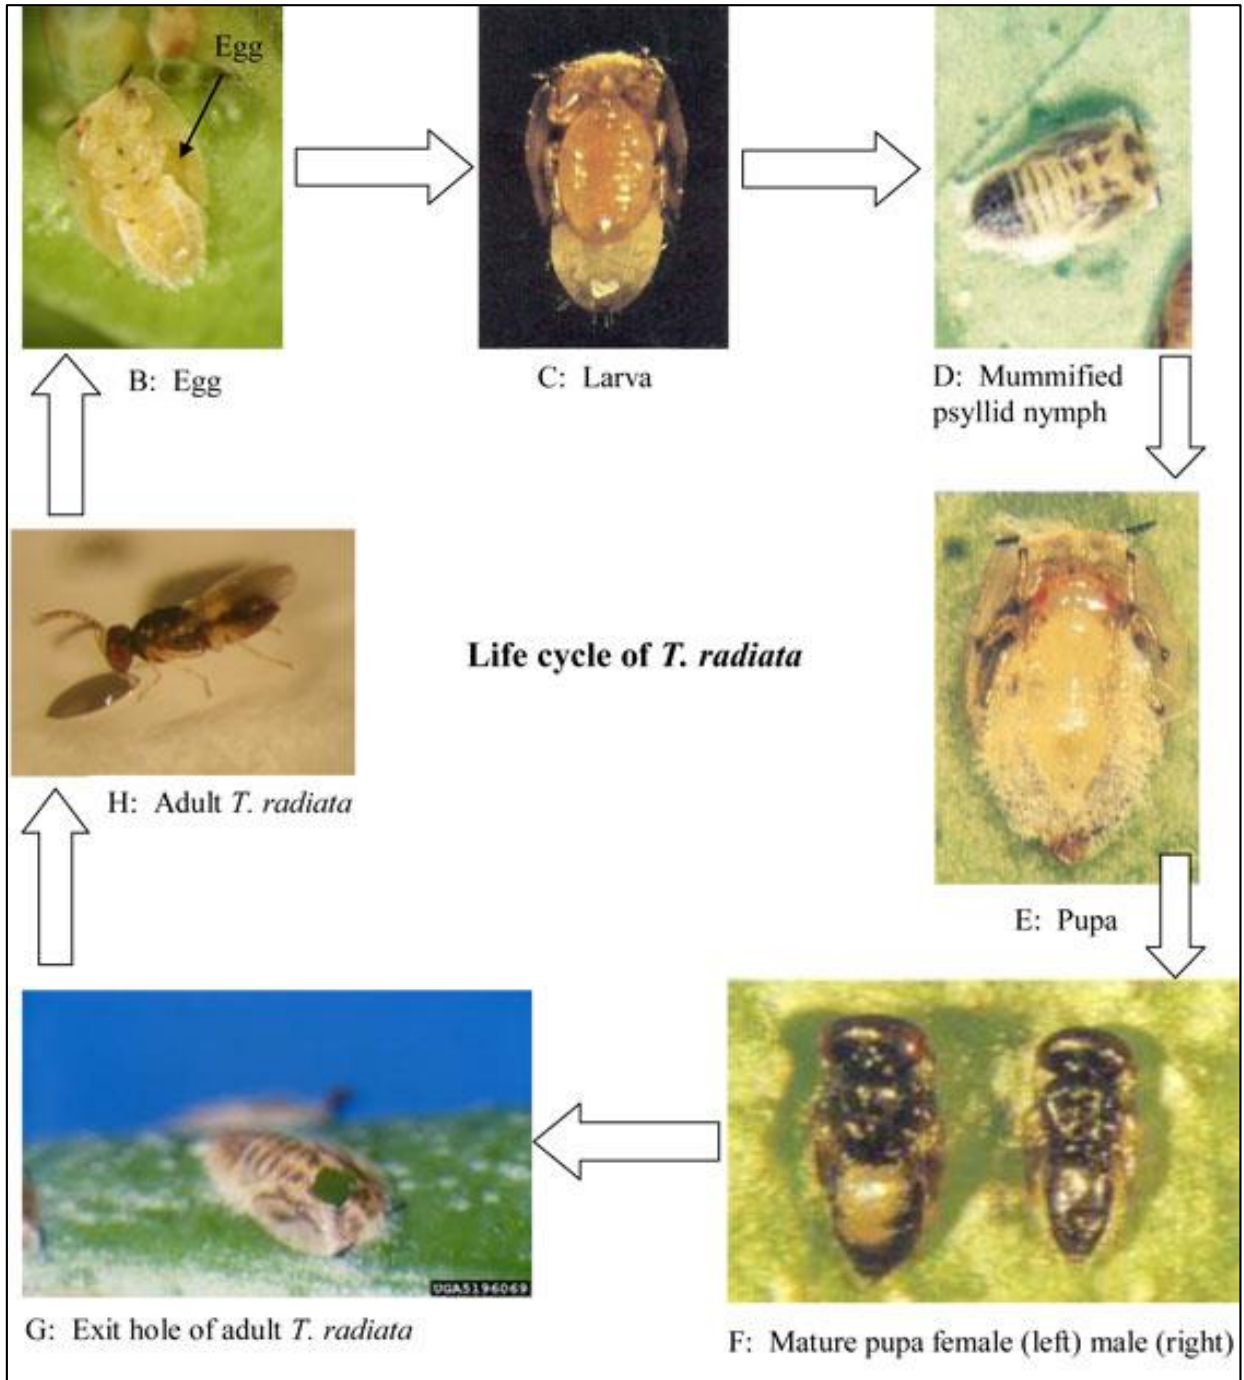 Egg
B: Egg
C: Larva
D: Mummified
psyllid nymph
Life cycle of T. radiata
H: Adult T. radiata
E: Pupa
UGA5196069
G: Exit hole of adult T. radiata
F: Mature pupa female (left) male (right)